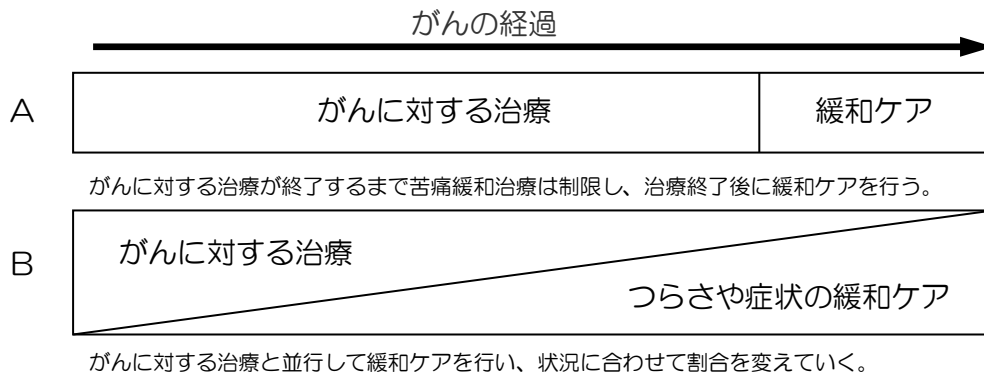 がんの経過
A
がんに対する治療
緩和ケア
がんに対する治療が終了するまで苦痛緩和治療は制限し、治療終了後に緩和ケアを行う。
B
がんに対する治療
つらさや症状の緩和ケア
がんに対する治療と並行して緩和ケアを行い、状況に合わせて割合を変えていく。